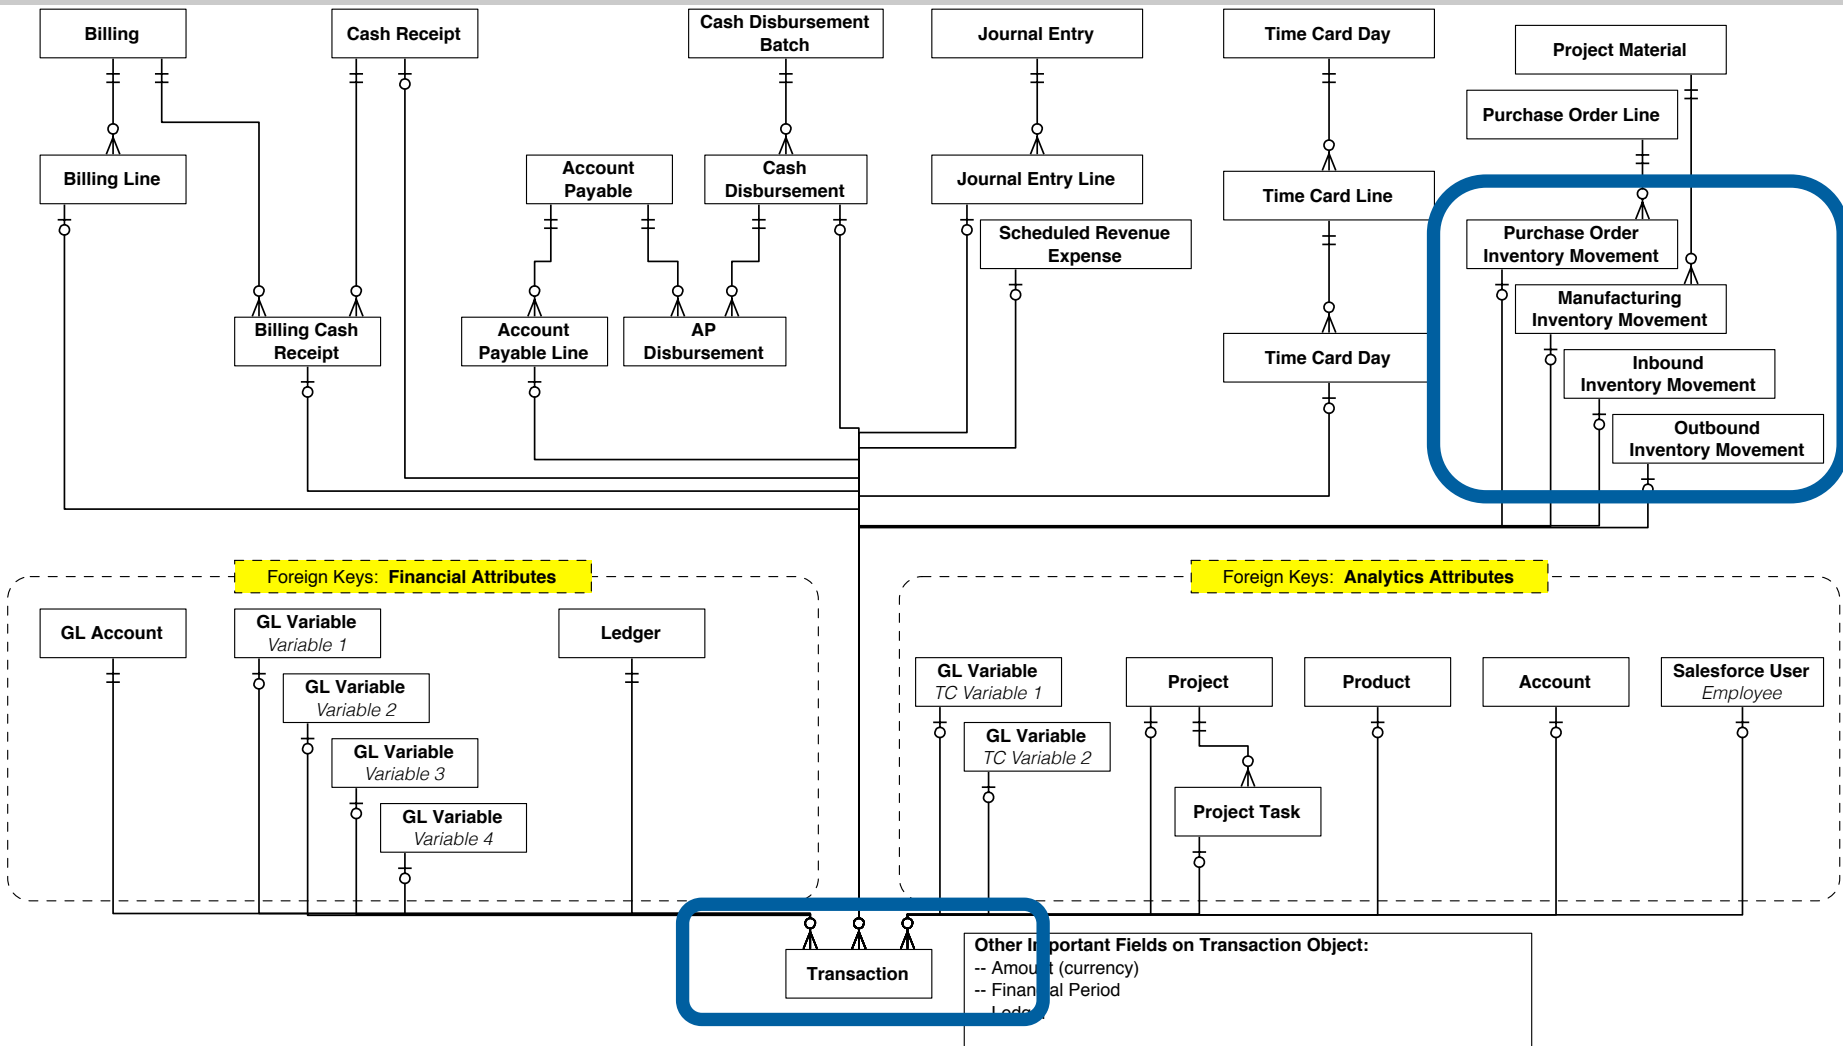 Billing
Cash Receipt
Cash Disbursement
Batch
Journal Entry
Time Card Day
Project Material
Purchase Order Line
Billing Line
Account
Payable
Cash
Disbursement
Journal Entry Line
Time Card Line
Scheduled Revenue
Expense
Purchase Order
Inventory Movement
Manufacturing
Inventory Movement
Billing Cash
Receipt
Account
Payable Line
AP
Disbursement
Time Card Day
Inbound
Inventory Movement
Outbound
Inventory Movement
Foreign Keys: Financial Attributes
Foreign Keys: Analytics Attributes
GL Account
GL Variable
Variable 1
Ledger
GL Variable
Variable 2
GL Variable
Variable 3
GL Variable
Variable 4
GL Variable
TC Variable 1
Project
Product
Account
Salesforce User
Employee
GL Variable
TC Variable 2
Project Task
Transaction
Other Important Fields on Transaction Object:
-- Amount (currency)
-- Financial Period
Ledger